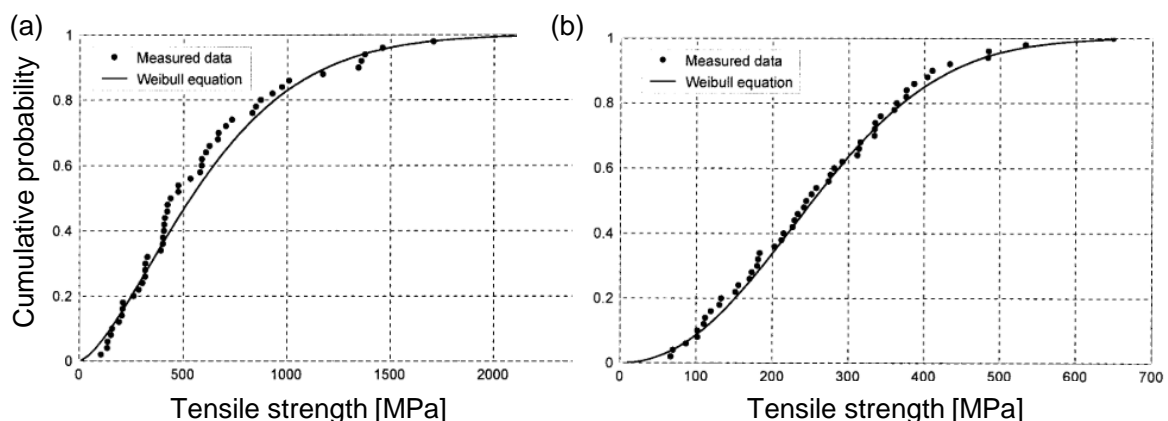 (a)
Cumulative probability
1
0.8
0.6
0.4
0.2
0
Measured data
Weibull equation
0 500 1000 1500 2000
Tensile strength [MPa]
(b)
1
0.8
0.6
0.4
0.2
0
Measured data
Weibull equation
0 100 200 300 400 500 600 700
Tensile strength [MPa]